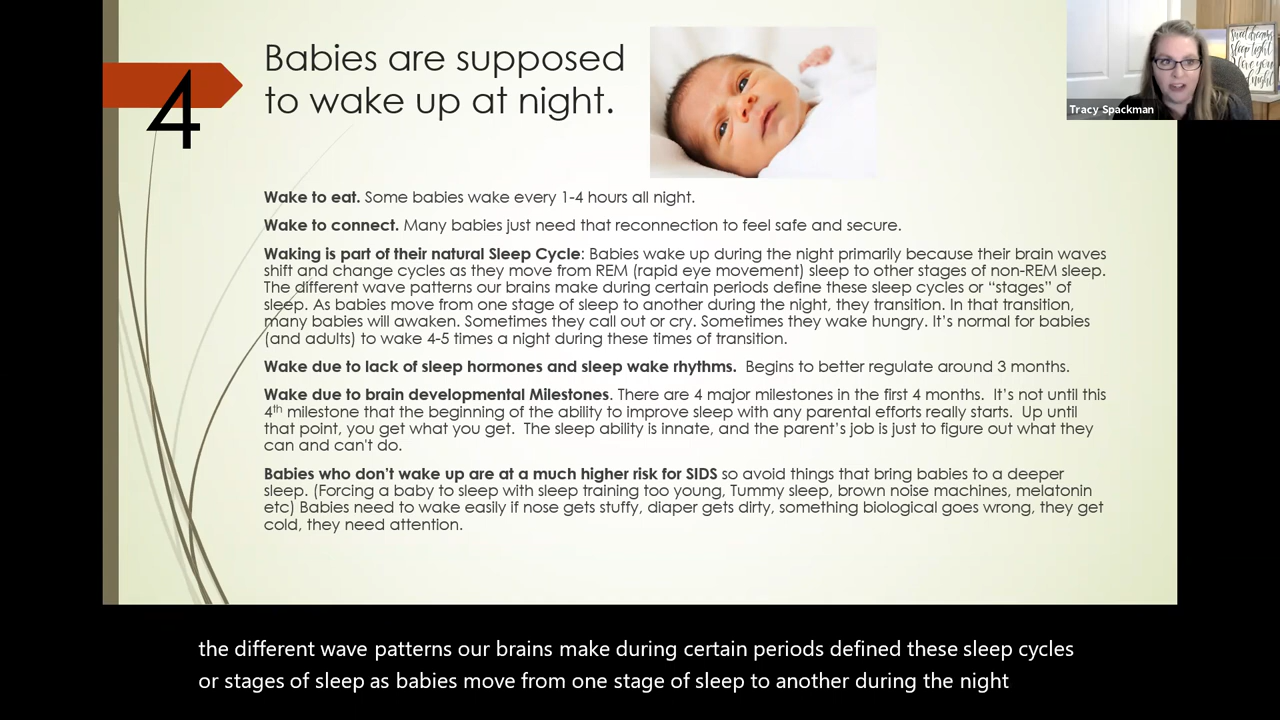 4
Babies are supposed
to wake up at night.
Tracy Spackman
Wake to eat. Some babies wake every 1-4 hours all night.
Wake to connect. Many babies just need that reconnection to feel safe and secure.
Waking is part of their natural Sleep Cycle: Babies wake up during the night primarily because their brain waves
shift and change cycles as they move from REM (rapid eye movement) sleep to other stages of non-REM sleep.
The different wave patterns our brains make during certain periods define these sleep cycles or “stages” of
sleep. As babies move from one stage of sleep to another during the night, they transition. In that transition,
many babies will awaken. Sometimes they call out or cry. Sometimes they wake hungry. It’s normal for babies
(and adults) to wake 4-5 times a night during these times of transition.
Wake due to lack of sleep hormones and sleep wake rhythms. Begins to better regulate around 3 months.
Wake due to brain developmental Milestones. There are 4 major milestones in the first 4 months. It’s not until this
4th milestone that the beginning of the ability to improve sleep with any parental efforts really starts. Up until
that point, you get what you get. The sleep ability is innate, and the parent’s job is just to figure out what they
can and can't do.
Babies who don’t wake up are at a much higher risk for SIDS so avoid things that bring babies to a deeper
sleep. (Forcing a baby to sleep with sleep training too young, Tummy sleep, brown noise machines, melatonin
etc) Babies need to wake easily if nose gets stuffy, diaper gets dirty, something biological goes wrong, they get
cold, they need attention.
the different wave patterns our brains make during certain periods defined these sleep cycles
or stages of sleep as babies move from one stage of sleep to another during the night